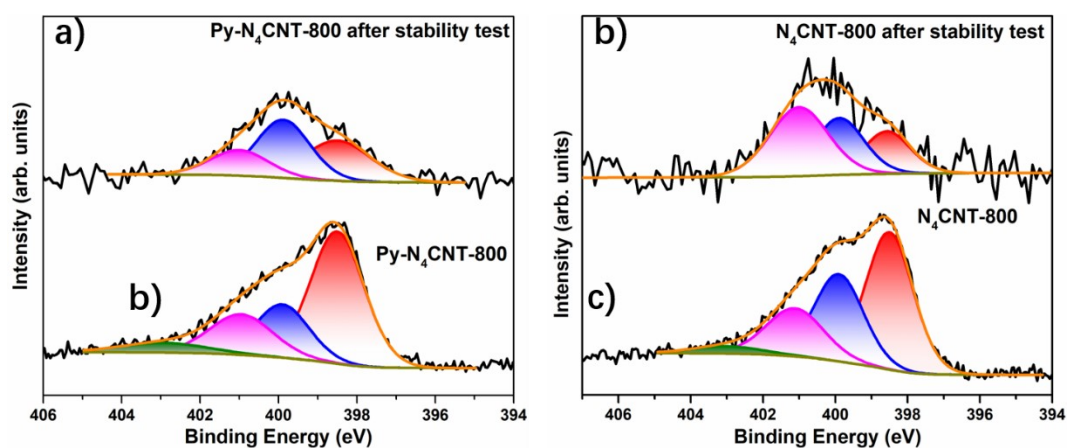 a)
Py-N₄CNT-800 after stability test
b)
Py-N₄CNT-800
Intensity (arb. units)
406 404 402 400 398 396 394
Binding Energy (eV)
b)
N₄CNT-800 after stability test
c)
N₄CNT-800
Intensity (arb. units)
406 404 402 400 398 396 394
Binding Energy (eV)